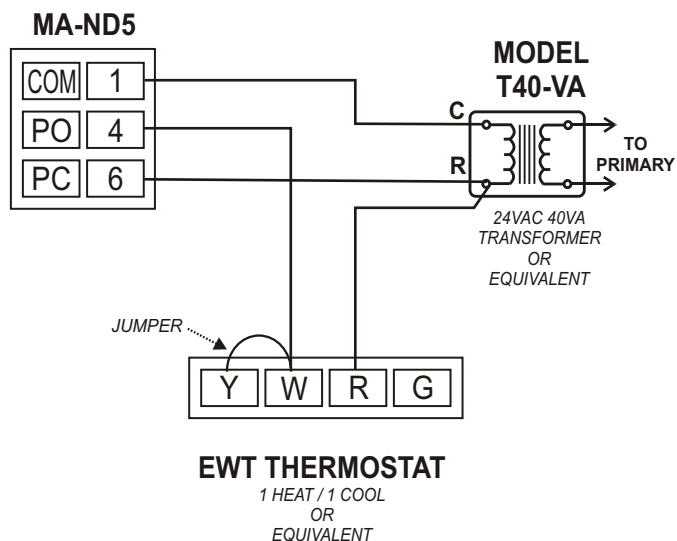 MA-ND5
COM 1
PO 4
PC 6
MODEL
T40-VA
C
R
TO
PRIMARY
24VAC 40VA
TRANSFORMER
OR
EQUIVALENT
JUMPER
Y W R G
EWT THERMOSTAT
1 HEAT / 1 COOL
OR
EQUIVALENT